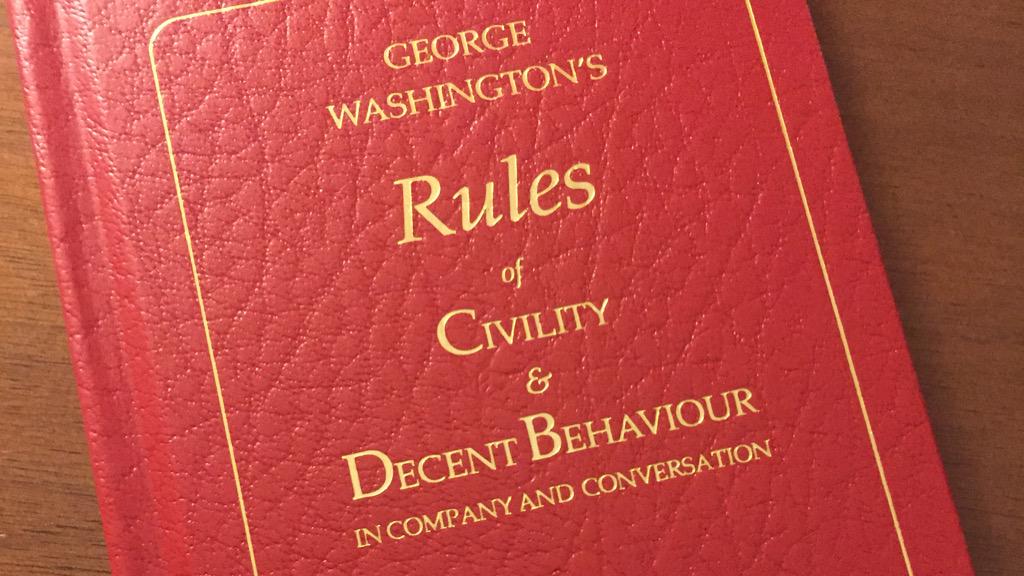 GEORGE
WASHINGTON'S
Rules
of
CIVILITY
&
DECENT BEHAVIOUR
IN COMPANY AND CONVERSATION